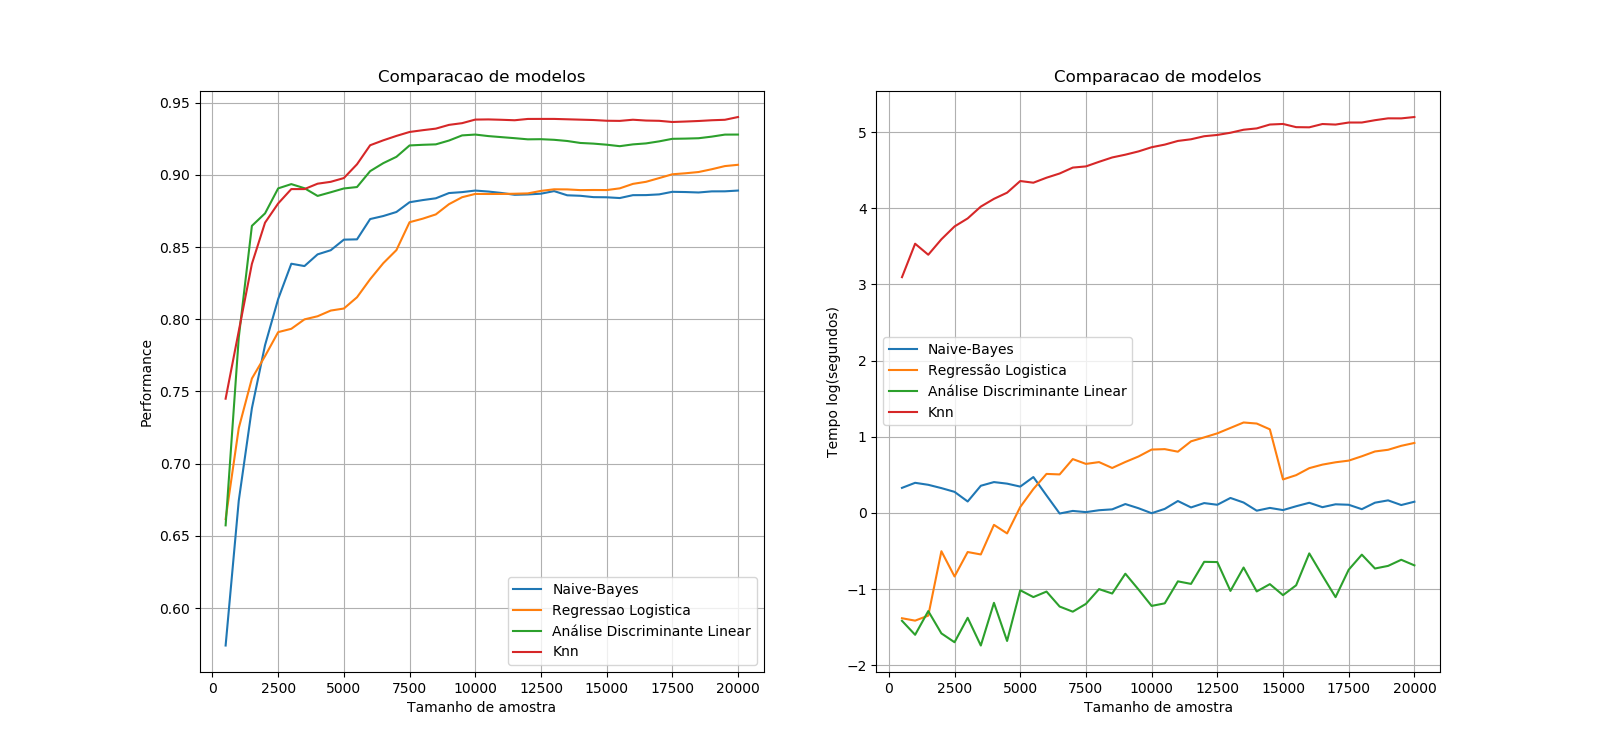 Comparacao de modelos
Performance
0.95
0.90
0.85
0.80
0.75
0.70
0.65
0.60
Naive-Bayes
Regressao Logistica
Análise Discriminante Linear
Knn
0 2500 5000 7500 10000 12500 15000 17500 20000
Tamanho de amostra
Comparacao de modelos
Tempo log(segundos)
5
4
3
2
1
0
−1
−2
Naive-Bayes
Regressão Logistica
Análise Discriminante Linear
Knn
0 2500 5000 7500 10000 12500 15000 17500 20000
Tamanho de amostra